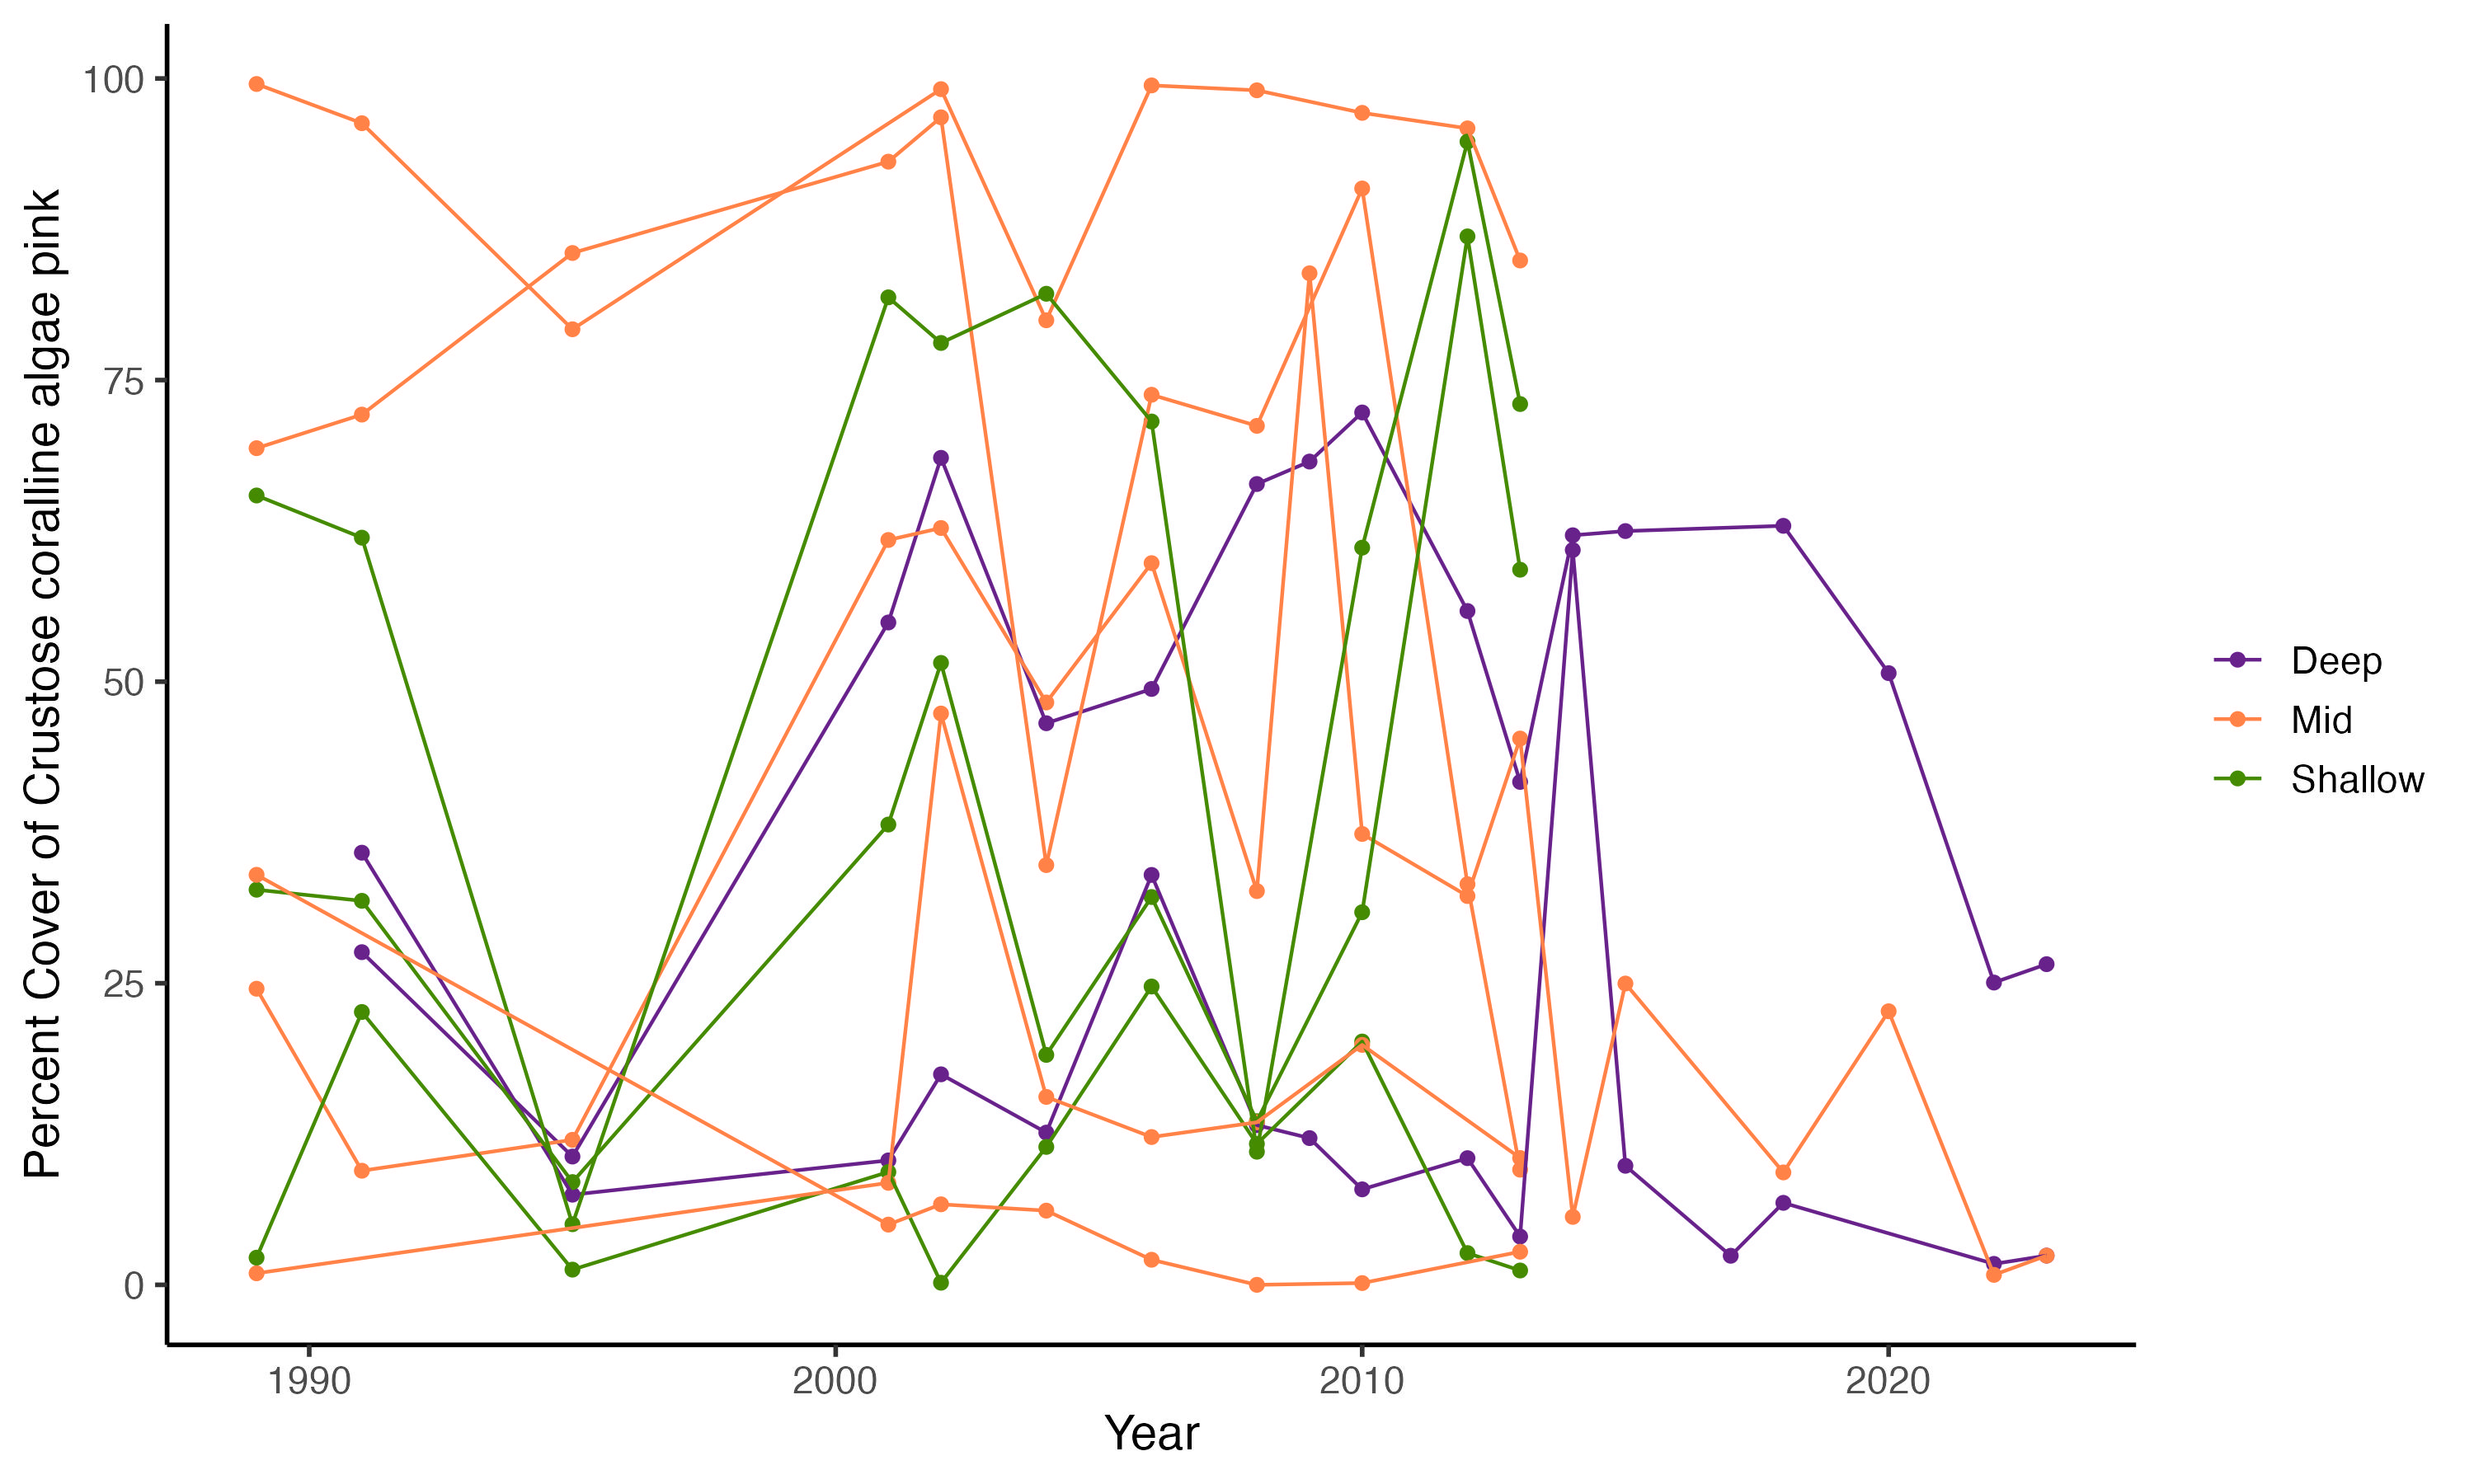 Percent Cover of Crustose coralline algae pink
100
75
50
25
0
1990
2000
2010
2020
Year
Deep
Mid
Shallow